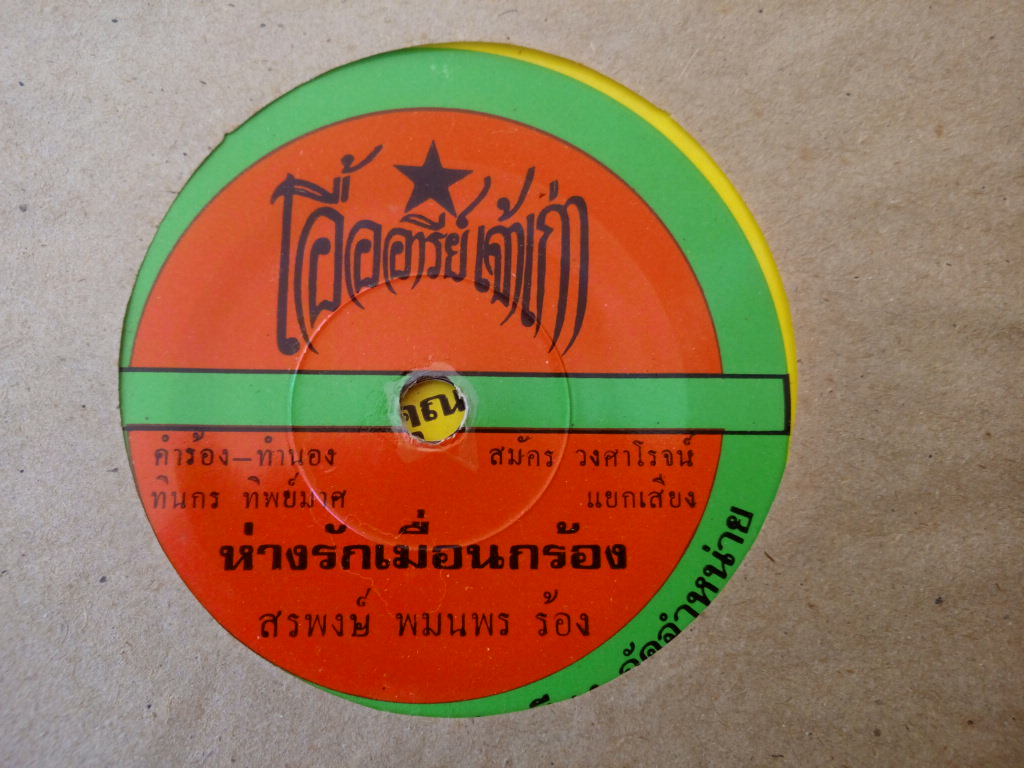 เอื้ออารีย์ เจ้าเก่า
คุณ
คำร้อง–ทำนอง สมัคร วงศาโรจน์
ทินกร ทิพย์มาศ แยกเสียง
ห่างรักเมื่อนกร้อง
สรพงษ์ พมนพร ร้อง
จัดจำหน่าย